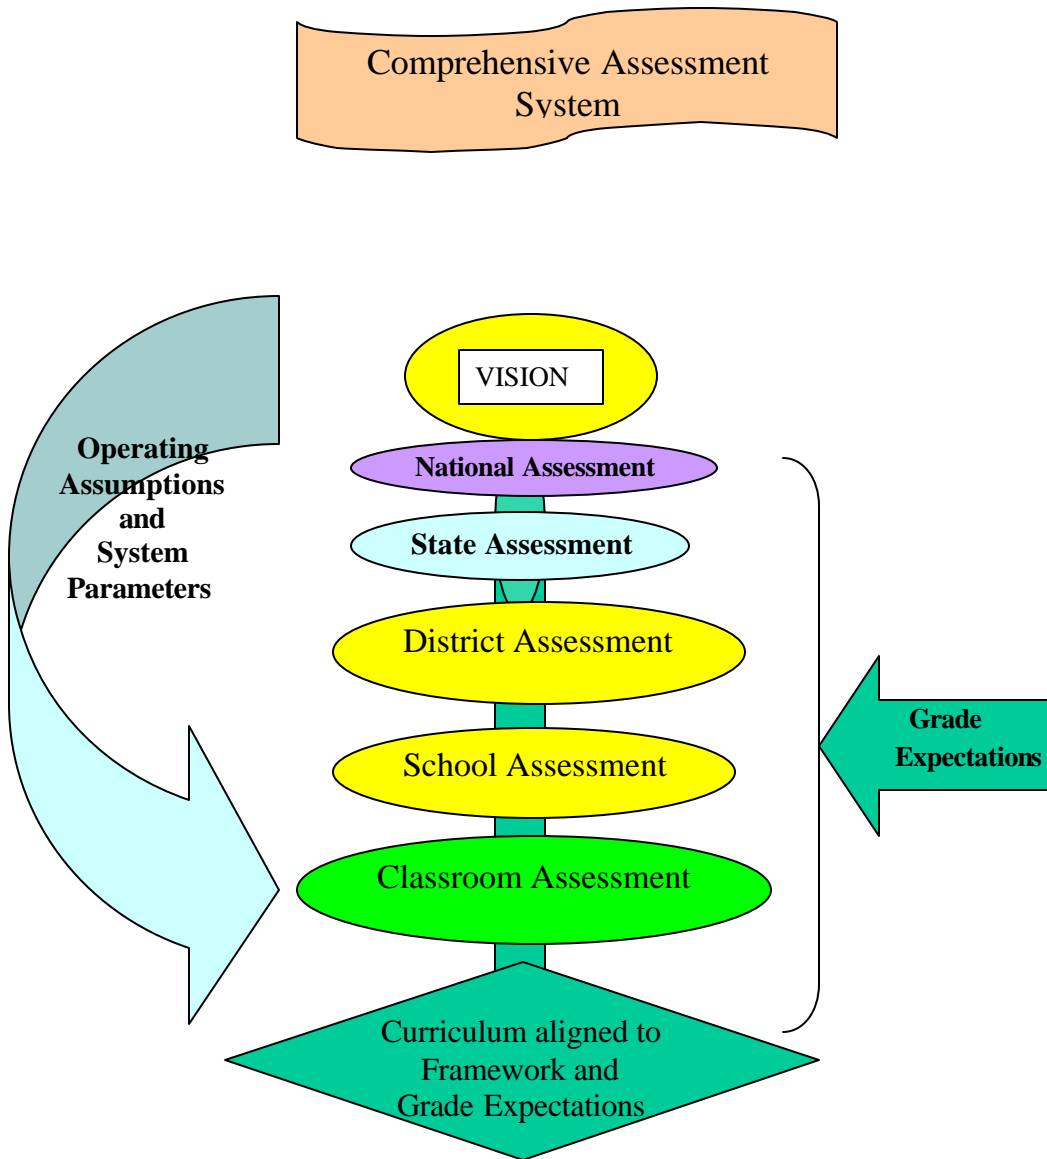 Comprehensive Assessment
System
VISION
National Assessment
State Assessment
Operating
Assumptions
and
System
Parameters
District Assessment
School Assessment
Classroom Assessment
Grade
Expectations
Curriculum aligned to
Framework and
Grade Expectations